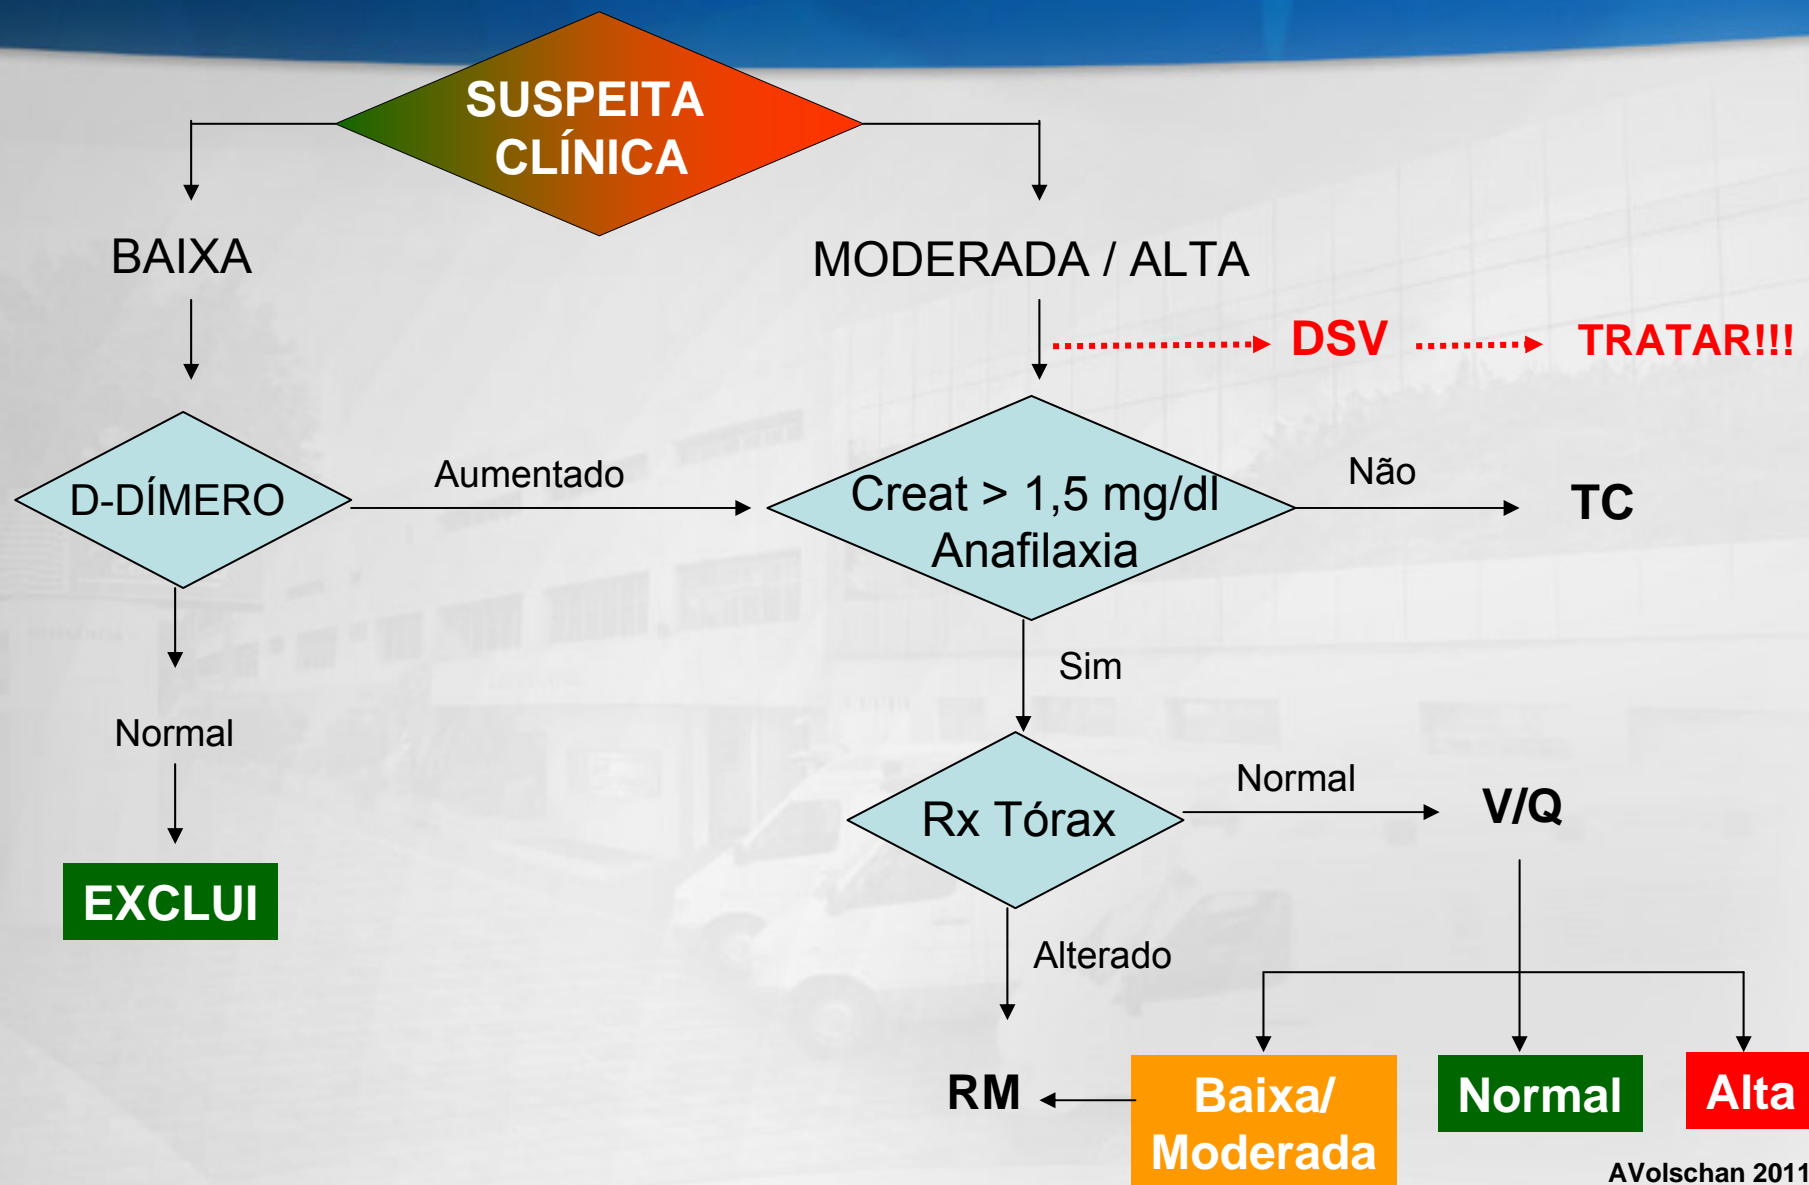 SUSPEITA
CLÍNICA
BAIXA
MODERADA / ALTA
DSV
TRATAR!!!
D-DÍMERO
Aumentado
Creat > 1,5 mg/dl
Anafilaxia
Não
TC
Sim
Normal
Rx Tórax
Normal
V/Q
EXCLUI
Alterado
RM
Baixa/
Moderada
Normal
Alta
AVolschan 2011